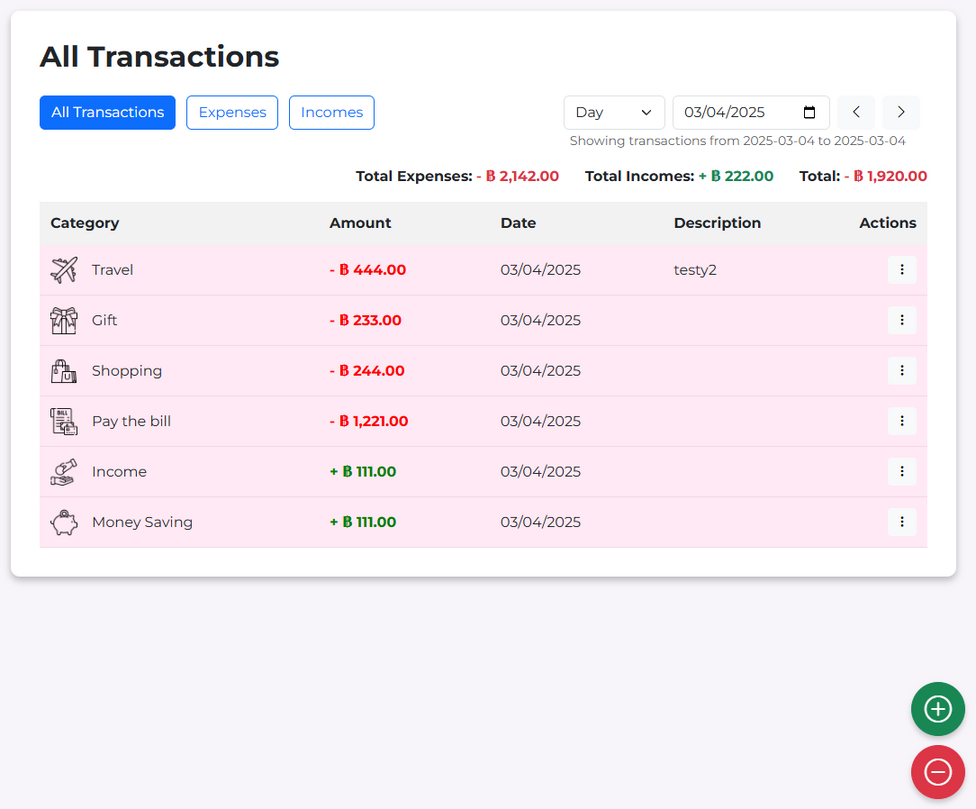 All Transactions
All Transactions Expenses Incomes Day 03/04/2025
Showing transactions from 2025-03-04 to 2025-03-04
Total Expenses: - ฿ 2,142.00 Total Incomes: + ฿ 222.00 Total: - ฿ 1,920.00
Category Amount Date Description Actions
Travel - ฿ 444.00 03/04/2025 testy2
Gift - ฿ 233.00 03/04/2025
Shopping - ฿ 244.00 03/04/2025
BILL
Pay the bill - ฿ 1,221.00 03/04/2025
Income + ฿ 111.00 03/04/2025
Money Saving + ฿ 111.00 03/04/2025